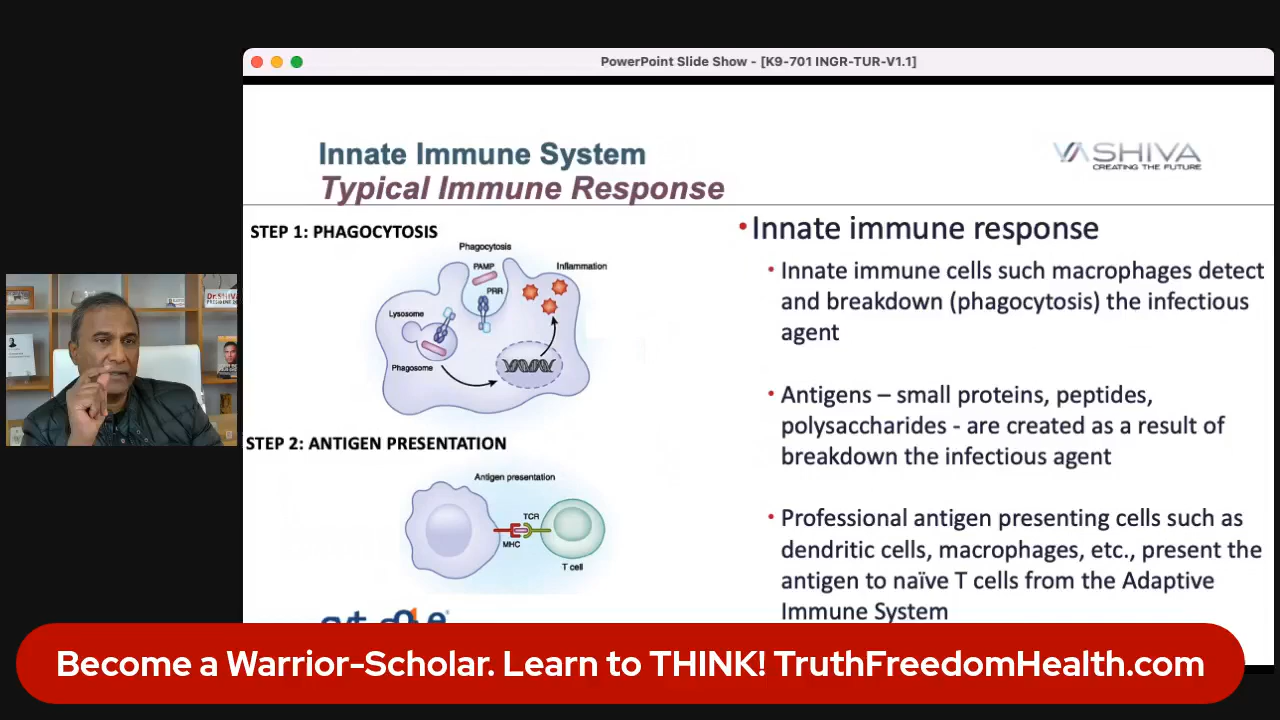 PowerPoint Slide Show - [K9-701 INGR-TUR-V1.1]
Innate Immune System
Typical Immune Response
VASHIVA
CREATING THE FUTURE
STEP 1: PHAGOCYTOSIS
Phagocytosis
PAMP
Inflammation
PRR
Lysosome
Phagosome
STEP 2: ANTIGEN PRESENTATION
Antigen presentation
TCR
MHC
T cell
• Innate immune response
• Innate immune cells such macrophages detect
and breakdown (phagocytosis) the infectious
agent
• Antigens – small proteins, peptides,
polysaccharides - are created as a result of
breakdown the infectious agent
• Professional antigen presenting cells such as
dendritic cells, macrophages, etc., present the
antigen to naïve T cells from the Adaptive
Immune System
Dr.SHIVA
Become a Warrior-Scholar. Learn to THINK! TruthFreedomHealth.com